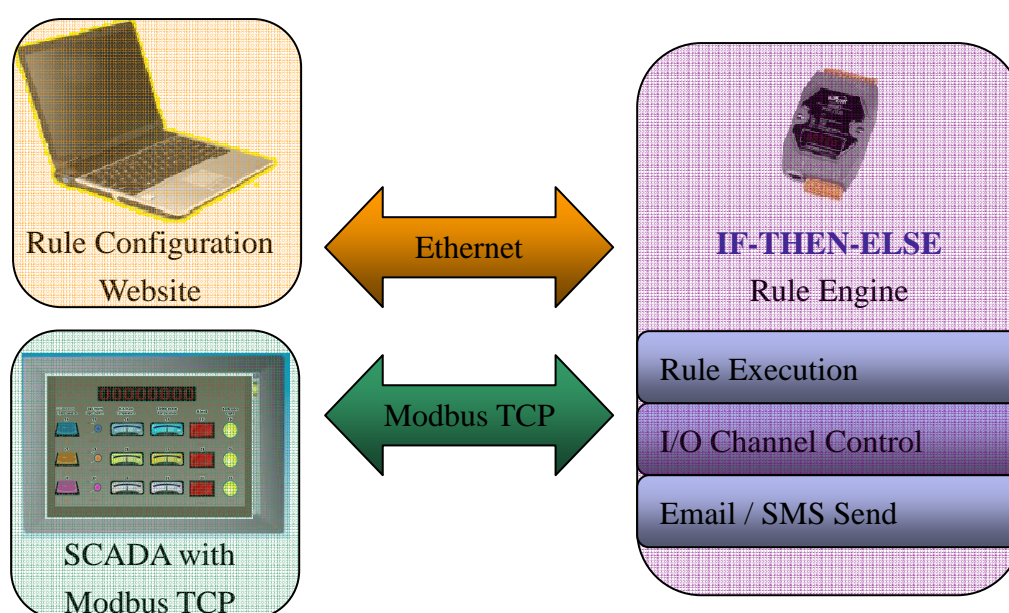 Rule Configuration
Website
Ethernet
IF-THEN-ELSE
Rule Engine
Rule Execution
I/O Channel Control
Email / SMS Send
Modbus TCP
SCADA with
Modbus TCP